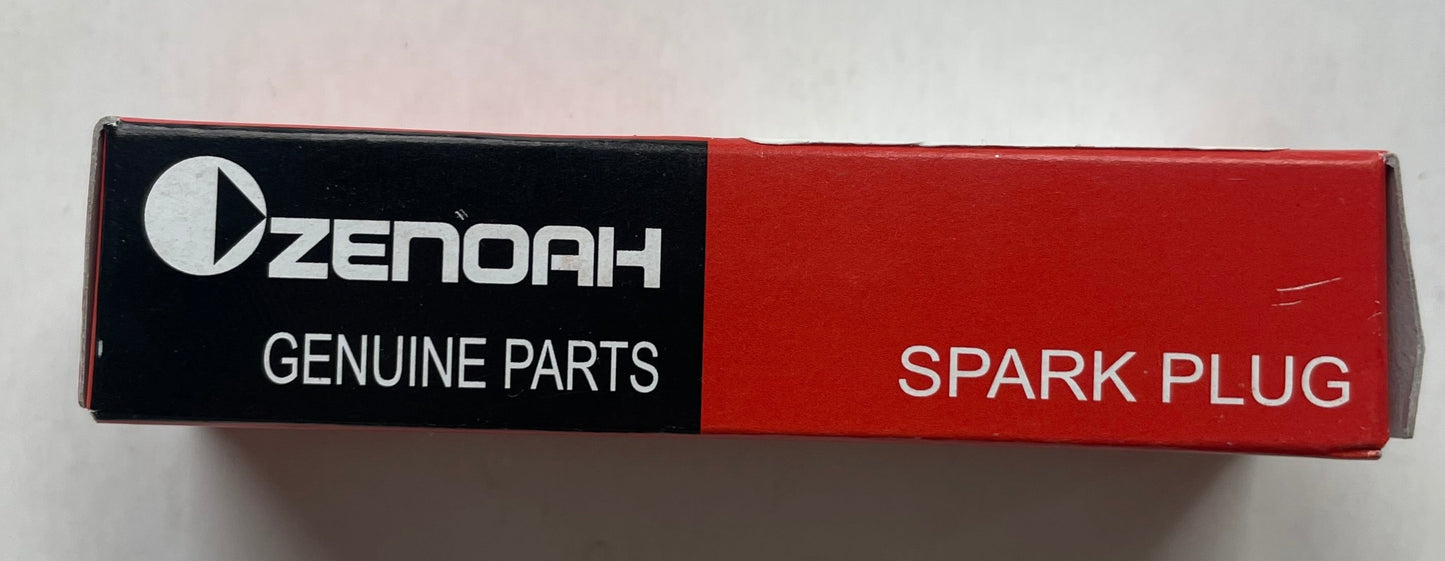 ZENOAH
GENUINE PARTS
SPARK PLUG